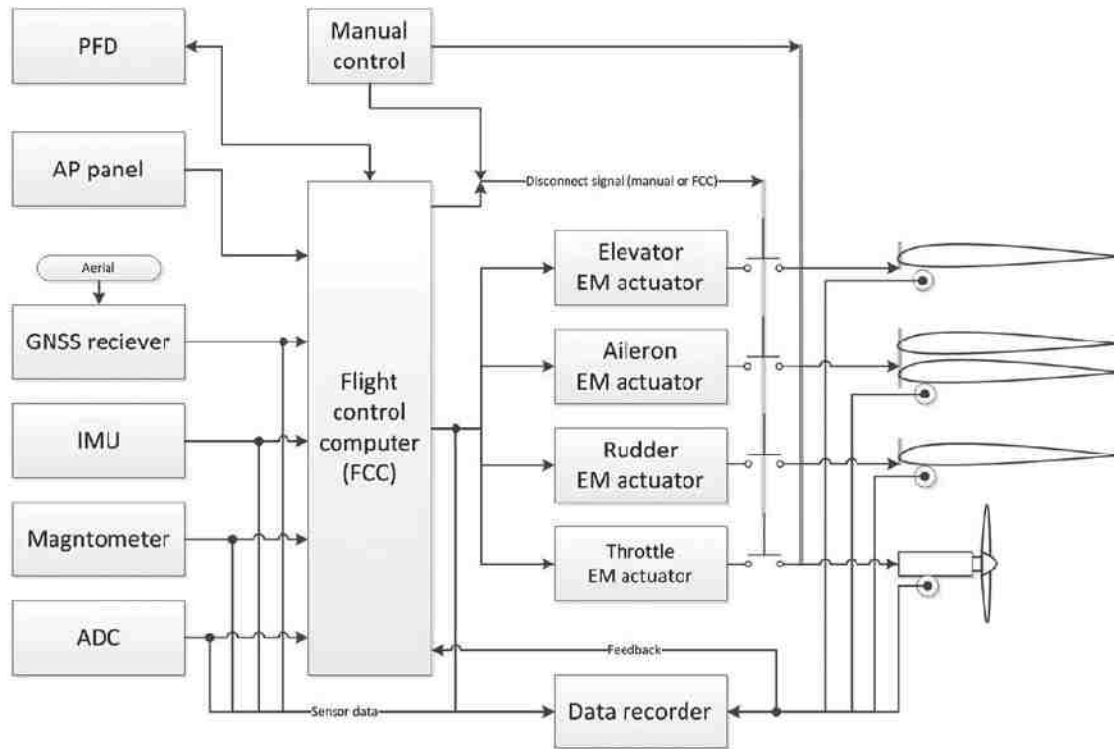 PFD
Manual
control
AP panel
Disconnect signal (manual or FCC)
Aerial
GNSS reciever
IMU
Magntometer
ADC
Flight
control
computer
(FCC)
Elevator
EM actuator
Aileron
EM actuator
Rudder
EM actuator
Throttle
EM actuator
Feedback
Sensor data
Data recorder